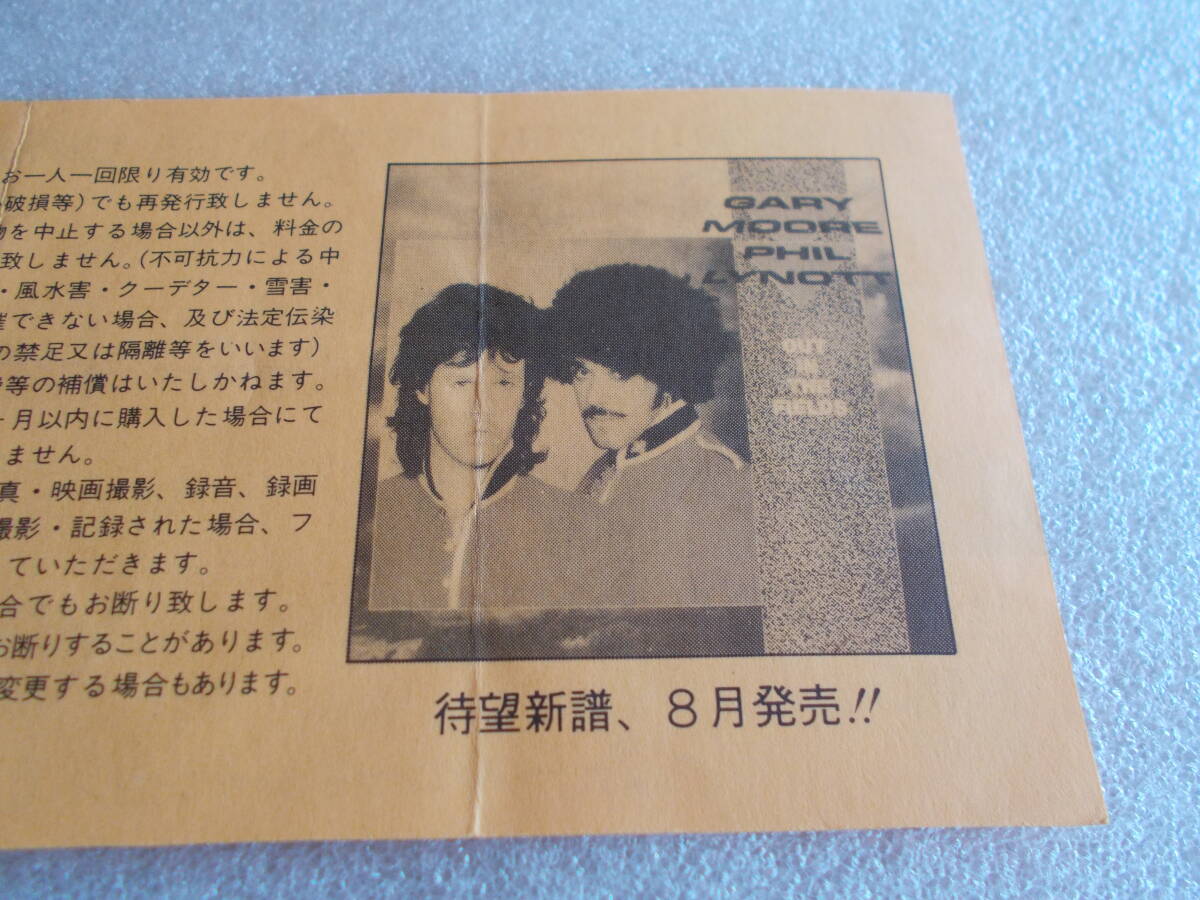 お一人一回限り有効です。
破損等)でも再発行致しません。
を中止する場合以外は、料金の
致しません。(不可抗力による中
・風水害・クーデター・雪害・
できない場合、及び法定伝染
の禁足又は隔離等をいいます)
等の補償はいたしかねます。
月以内に購入した場合にて
ません。
真・映画撮影、録音、録画
撮影・記録された場合、フ
ていただきます。
合でもお断り致します。
お断りすることがあります。
変更する場合もあります。
GARY
MOORE
PHIL
LYNOTT
OUT
IN
THE
FIELDS
待望新譜、8月発売!!